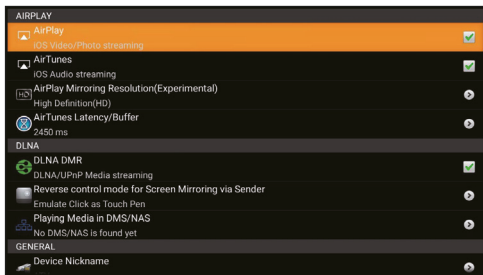 AIRPLAY
AirPlay
iOS Video/Photo streaming
AirTunes
iOS Audio streaming
AirPlay Mirroring Resolution(Experimental)
High Definition(HD)
AirTunes Latency/Buffer
2450 ms
DLNA
DLNA DMR
DLNA/UPnP Media streaming
Reverse control mode for Screen Mirroring via Sender
Emulate Click as Touch Pen
Playing Media in DMS/NAS
No DMS/NAS is found yet
GENERAL
Device Nickname